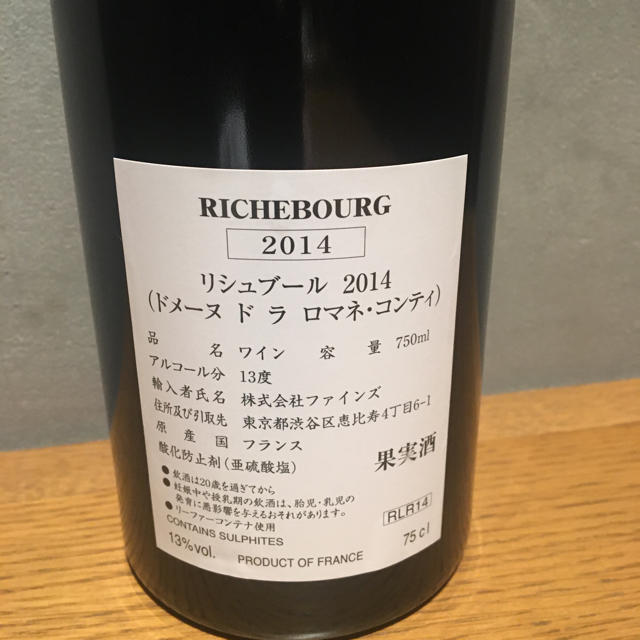 RICHEBOURG
2014
リシュブール 2014
(ドメーヌ ド ラ ロマネ・コンティ)
品名 ワイン 容量 750ml
アルコール分 13度
輸入者氏名 株式会社ファインズ
住所及び引取先 東京都渋谷区恵比寿4丁目6-1
原産国 フランス
酸化防止剤(亜硫酸塩) 果実酒
●飲酒は20歳を過ぎてから
●妊娠中や授乳期の飲酒は、胎児・乳児の
発育に悪影響を与えるおそれがあります。
●リーファーコンテナ使用 RLR14
CONTAINS SULPHITES
13%vol. PRODUCT OF FRANCE 75cl